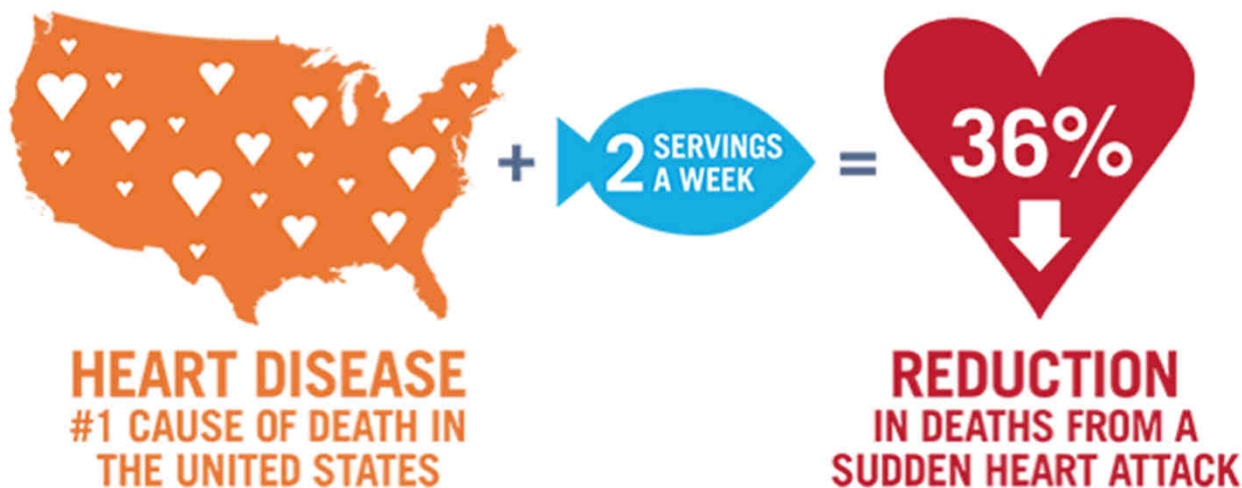 HEART DISEASE
#1 CAUSE OF DEATH IN
THE UNITED STATES
+
2 SERVINGS
A WEEK
=
36%
REDUCTION
IN DEATHS FROM A
SUDDEN HEART ATTACK